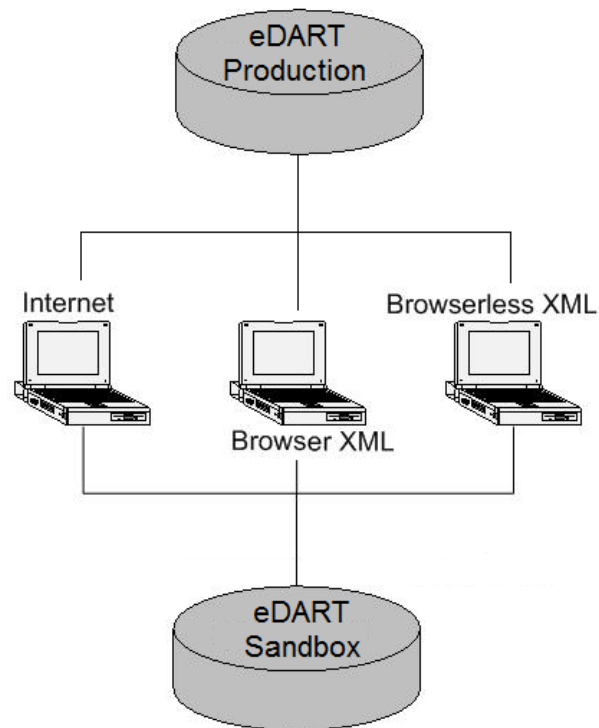 eDART
Production
Internet
Browserless XML
Browser XML
eDART
Sandbox